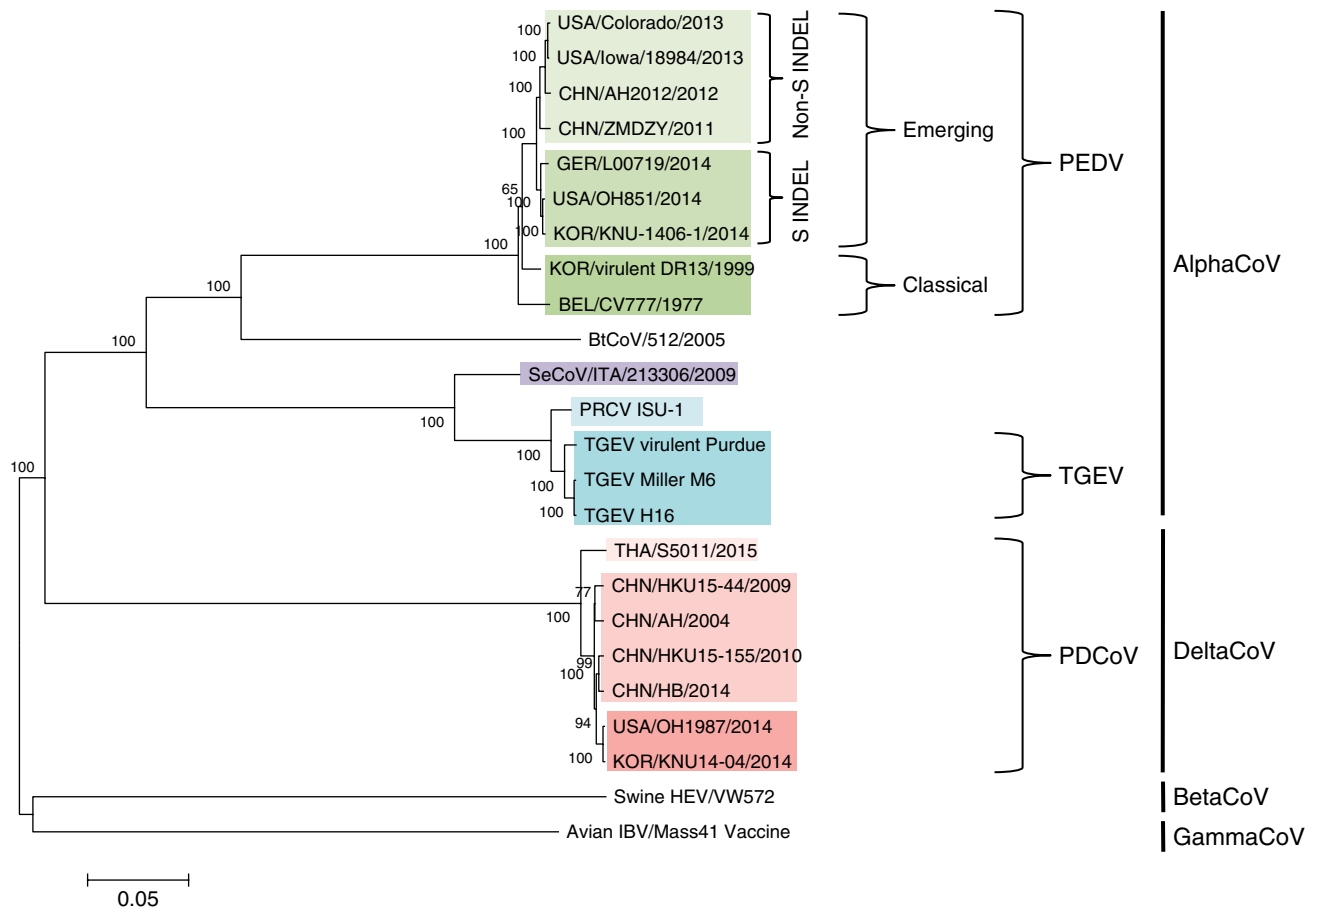 USA/Colorado/2013
USA/Iowa/18984/2013
CHN/AH2012/2012
CHN/ZMDZY/2011
GER/L00719/2014
USA/OH851/2014
KOR/KNU-1406-1/2014
KOR/virulent DR13/1999
BEL/CV777/1977
BtCoV/512/2005
SeCoV/ITA/213306/2009
PRCV ISU-1
TGEV virulent Purdue
TGEV Miller M6
TGEV H16
THA/S5011/2015
CHN/HKU15-44/2009
CHN/AH/2004
CHN/HKU15-155/2010
CHN/HB/2014
USA/OH1987/2014
KOR/KNU14-04/2014
Swine HEV/VW572
Avian IBV/Mass41 Vaccine
100
100
100
100
65
100
100
100
100
100
100
100
100
100
100
77
100
99
100
94
100
Non-S INDEL
S INDEL
Emerging
Classical
PEDV
TGEV
PDCoV
AlphaCoV
DeltaCoV
BetaCoV
GammaCoV
0.05